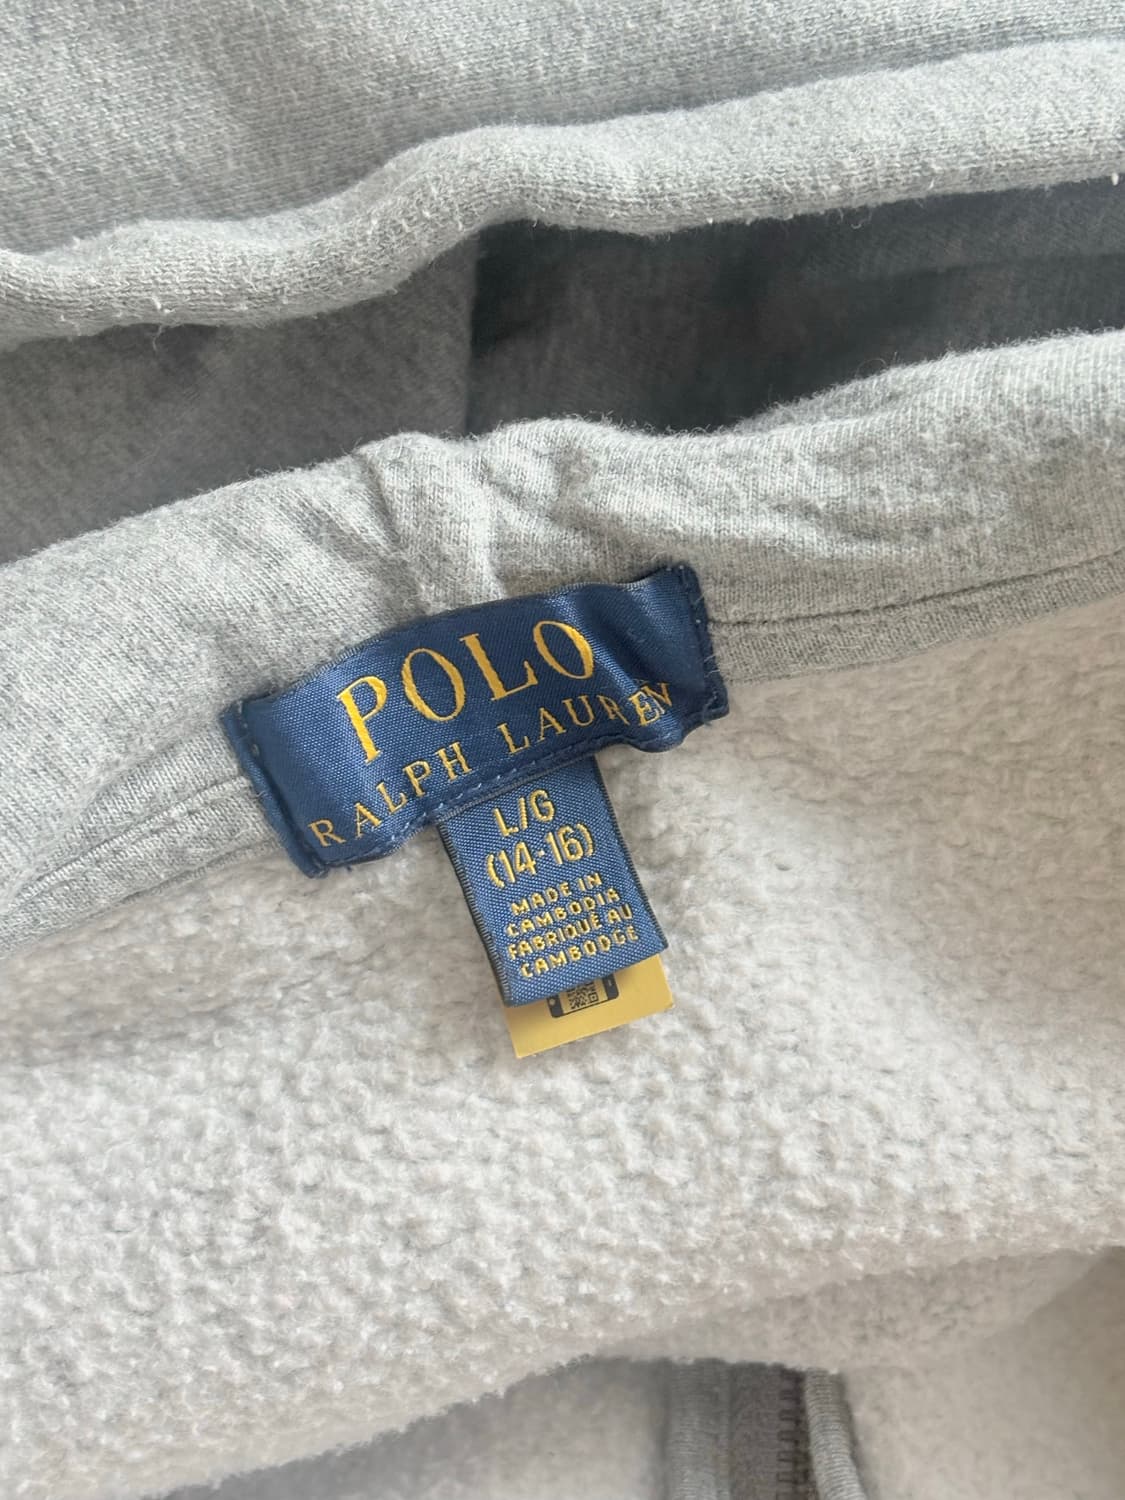 POLO
RALPH LAUREN
L/G
(14-16)
MADE IN
CAMBODIA
FABRIQUÉ AU
CAMBODGE